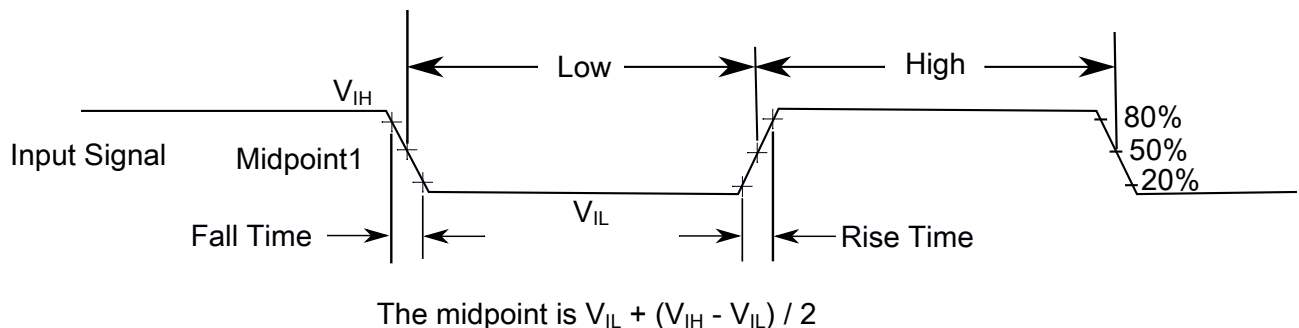 Low
High
V_IH
80%
Input Signal
Midpoint1
50%
20%
V_IL
Fall Time
Rise Time
The midpoint is V_IL + (V_IH - V_IL) / 2